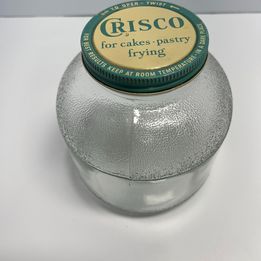 TO OPEN - TWIST
CRISCO
for cakes · pastry
frying
FOR BEST RESULTS KEEP AT ROOM TEMPERATURE IN A DARK PLACE